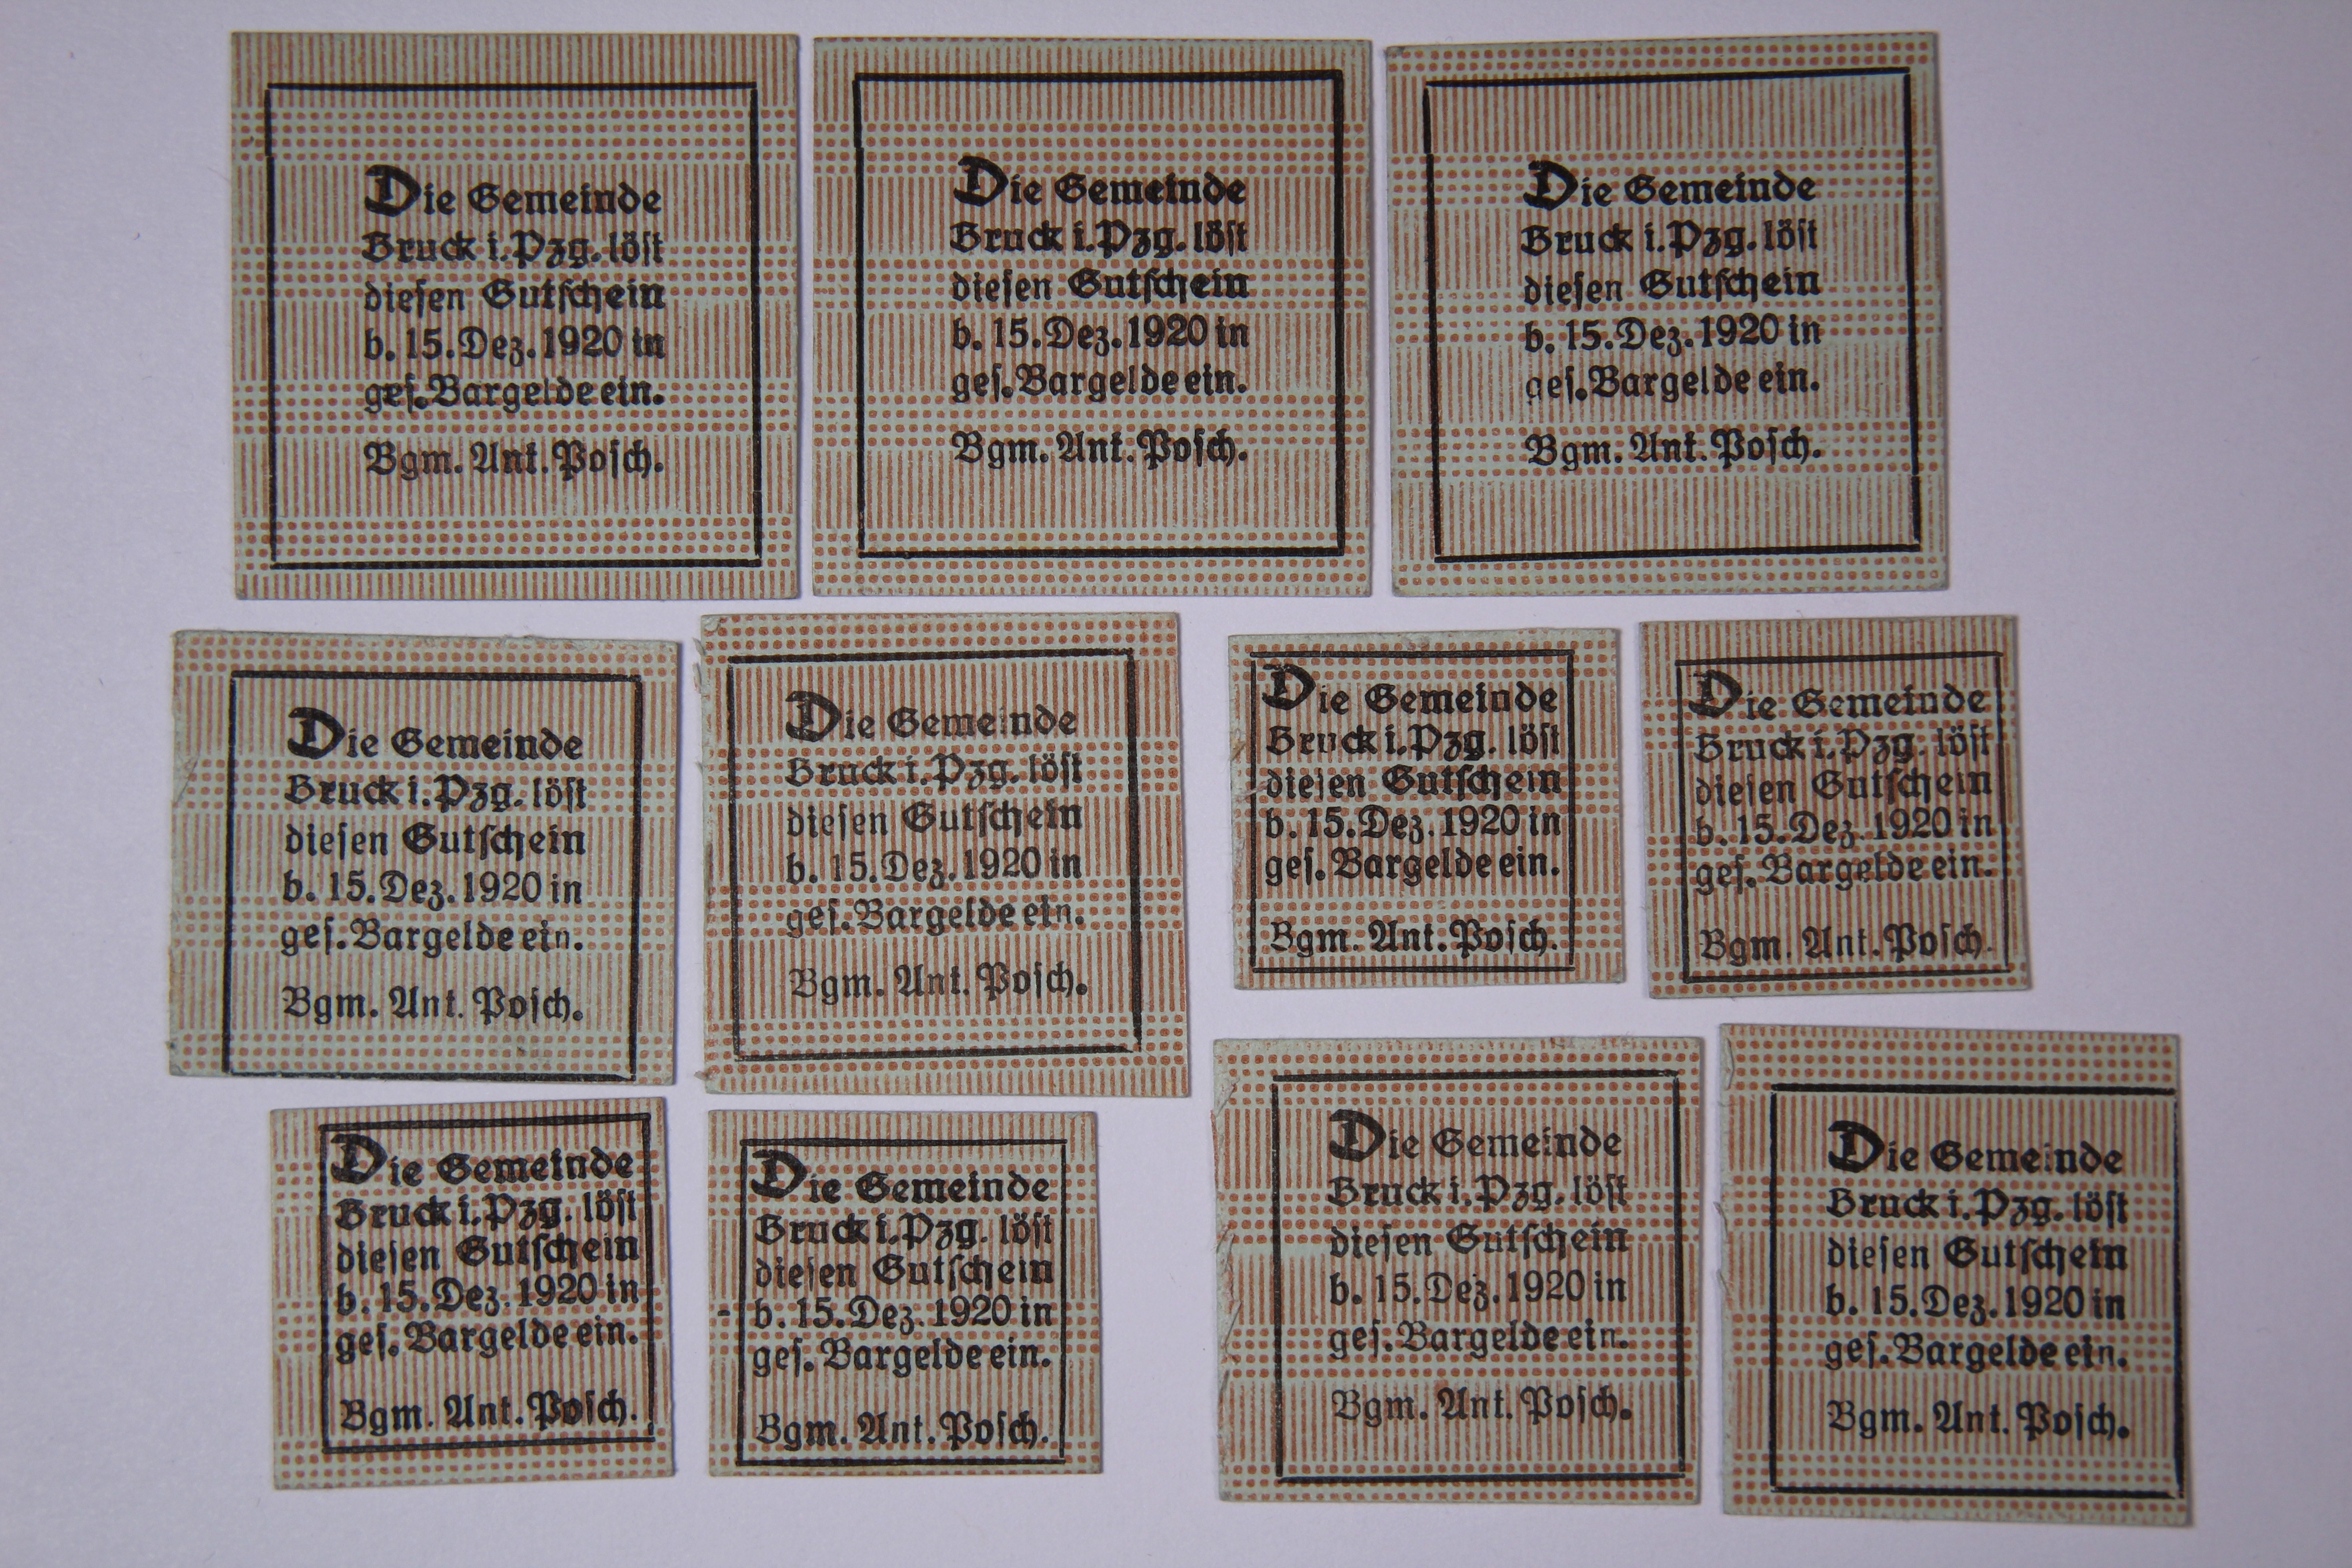 Die Gemeinde
Bruck i. Pzg. löst
diesen Gutschein
b. 15. Dez. 1920 in
ges. Bargelde ein.
Bgm. Ant. Posch.
Die Gemeinde
Bruck i. Pzg. löst
diesen Gutschein
b. 15. Dez. 1920 in
ges. Bargelde ein.
Bgm. Ant. Posch.
Die Gemeinde
Bruck i. Pzg. löst
diesen Gutschein
b. 15. Dez. 1920 in
ges. Bargelde ein.
Bgm. Ant. Posch.
Die Gemeinde
Bruck i. Pzg. löst
diesen Gutschein
b. 15. Dez. 1920 in
ges. Bargelde ein.
Bgm. Ant. Posch.
Die Gemeinde
Bruck i. Pzg. löst
diesen Gutschein
b. 15. Dez. 1920 in
ges. Bargelde ein.
Bgm. Ant. Posch.
Die Gemeinde
Bruck i. Pzg. löst
diesen Gutschein
b. 15. Dez. 1920 in
ges. Bargelde ein.
Bgm. Ant. Posch.
Die Gemeinde
Bruck i. Pzg. löst
diesen Gutschein
b. 15. Dez. 1920 in
ges. Bargelde ein.
Bgm. Ant. Posch.
Die Gemeinde
Bruck i. Pzg. löst
diesen Gutschein
b. 15. Dez. 1920 in
ges. Bargelde ein.
Bgm. Ant. Posch.
Die Gemeinde
Bruck i. Pzg. löst
diesen Gutschein
b. 15. Dez. 1920 in
ges. Bargelde ein.
Bgm. Ant. Posch.
Die Gemeinde
Bruck i. Pzg. löst
diesen Gutschein
b. 15. Dez. 1920 in
ges. Bargelde ein.
Bgm. Ant. Posch.
Die Gemeinde
Bruck i. Pzg. löst
diesen Gutschein
b. 15. Dez. 1920 in
ges. Bargelde ein.
Bgm. Ant. Posch.